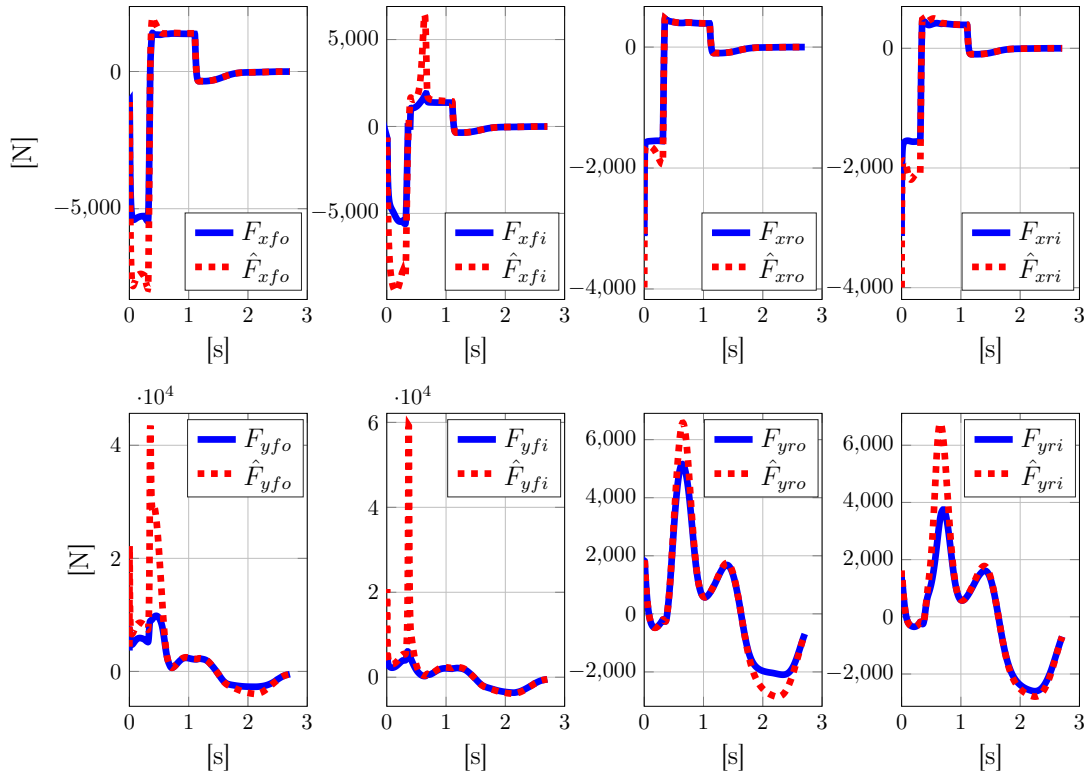 0
−5,000
[N]
F_xfo
F̂_xfo
0 1 2 3
[s]
5,000
0
−5,000
F_xfi
F̂_xfi
0 1 2 3
[s]
0
−2,000
−4,000
F_xro
F̂_xro
0 1 2 3
[s]
0
−2,000
−4,000
F_xri
F̂_xri
0 1 2 3
[s]
·10^4
4
2
0
[N]
F_yfo
F̂_yfo
0 1 2 3
[s]
·10^4
6
4
2
0
F_yfi
F̂_yfi
0 1 2 3
[s]
6,000
4,000
2,000
0
−2,000
F_yro
F̂_yro
0 1 2 3
[s]
6,000
4,000
2,000
0
−2,000
F_yri
F̂_yri
0 1 2 3
[s]